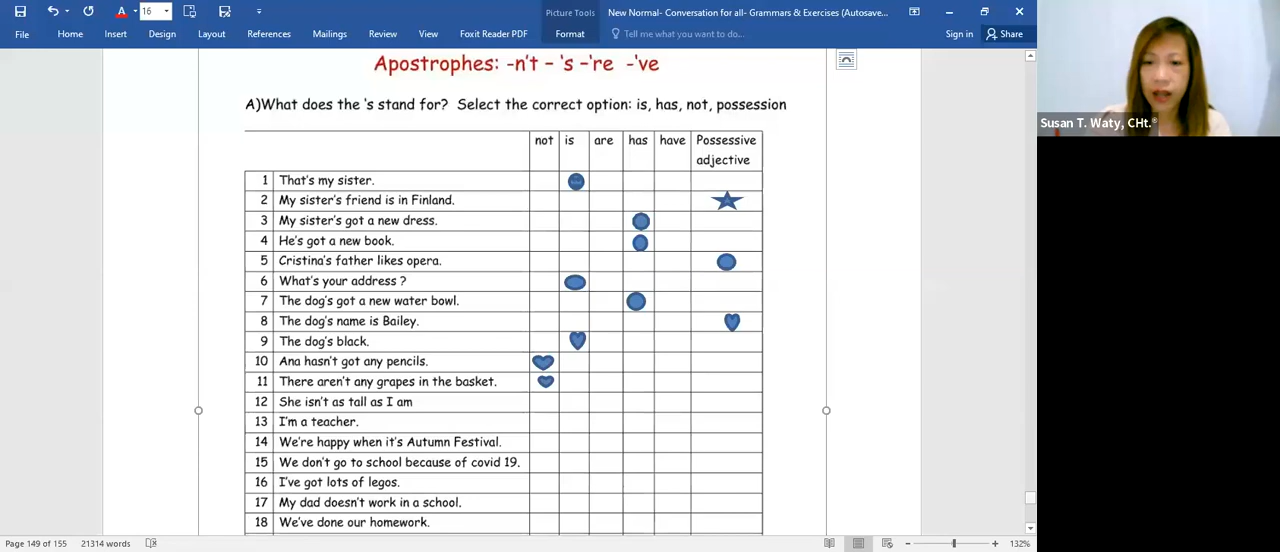 16
Picture Tools
New Normal- Conversation for all- Grammars & Exercises (Autosave...
File Home Insert Design Layout References Mailings Review View Foxit Reader PDF Format Tell me what you want to do... Sign in Share
Apostrophes: -n't – 's –'re -'ve
A)What does the 's stand for? Select the correct option: is, has, not, possession
not is are has have Possessive adjective
1 That's my sister.
2 My sister's friend is in Finland.
3 My sister's got a new dress.
4 He's got a new book.
5 Cristina's father likes opera.
6 What's your address ?
7 The dog's got a new water bowl.
8 The dog's name is Bailey.
9 The dog's black.
10 Ana hasn't got any pencils.
11 There aren't any grapes in the basket.
12 She isn't as tall as I am
13 I'm a teacher.
14 We're happy when it's Autumn Festival.
15 We don't go to school because of covid 19.
16 I've got lots of legos.
17 My dad doesn't work in a school.
18 We've done our homework.
Page 149 of 155 21314 words 132%
Susan T. Waty, CHt.®